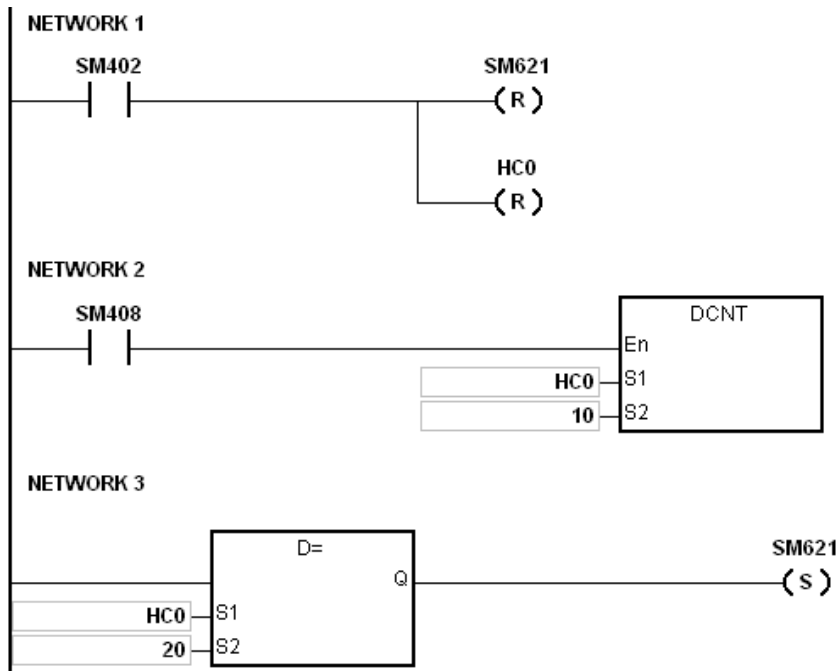 NETWORK 1
SM402 SM621
R
HC0
R
NETWORK 2
SM408 DCNT
En
HC0 S1
10 S2
NETWORK 3
D= SM621
Q S
HC0 S1
20 S2